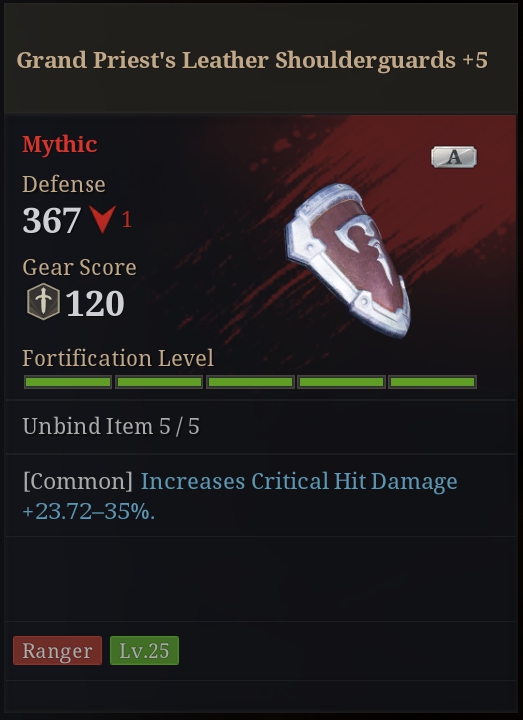 Grand Priest's Leather Shoulderguards +5
Mythic
A
Defense
367 1
Gear Score
120
Fortification Level
Unbind Item 5 / 5
[Common] Increases Critical Hit Damage
+23.72–35%.
Ranger Lv.25